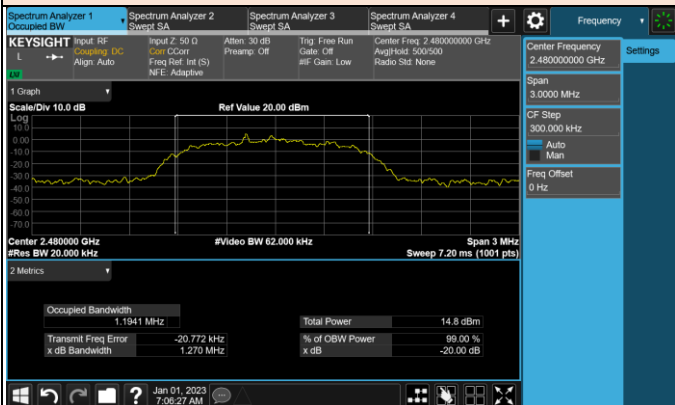 Spectrum Analyzer 1
Occupied BW
Spectrum Analyzer 2
Swept SA
Spectrum Analyzer 3
Swept SA
Spectrum Analyzer 4
Swept SA
+
Frequency
KEYSIGHT
L
LXI
Input: RF
Coupling: DC
Align: Auto
Input Z: 50 Ω
Corr CCorr
Freq Ref: Int (S)
NFE: Adaptive
Atten: 30 dB
Preamp: Off
Trig: Free Run
Gate: Off
#IF Gain: Low
Center Freq: 2.480000000 GHz
Avg|Hold: 500/500
Radio Std: None
Center Frequency
2.480000000 GHz
Settings
Span
3.0000 MHz
CF Step
300.000 kHz
Auto
Man
Freq Offset
0 Hz
1 Graph
Scale/Div 10.0 dB
Ref Value 20.00 dBm
Log
10.0
0.00
-10.0
-20.0
-30.0
-40.0
-50.0
-60.0
-70.0
Center 2.480000 GHz
#Video BW 62.000 kHz
Span 3 MHz
#Res BW 20.000 kHz
Sweep 7.20 ms (1001 pts)
2 Metrics
Occupied Bandwidth
1.1941 MHz
Total Power 14.8 dBm
Transmit Freq Error -20.772 kHz
% of OBW Power 99.00 %
x dB Bandwidth 1.270 MHz
x dB -20.00 dB
?
Jan 01, 2023
7:06:27 AM